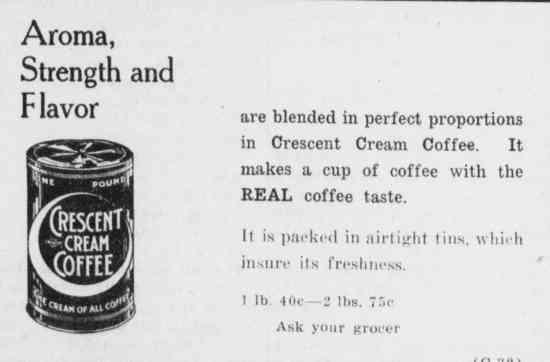 Aroma,
Strength and
Flavor
are blended in perfect proportions
in Crescent Cream Coffee. It
makes a cup of coffee with the
REAL coffee taste.
It is packed in airtight tins, which
insure its freshness.
1 lb. 40c—2 lbs. 75c
Ask your grocer
NE POUND
CRESCENT
CREAM
COFFEE
E CREAM OF ALL COFFEE